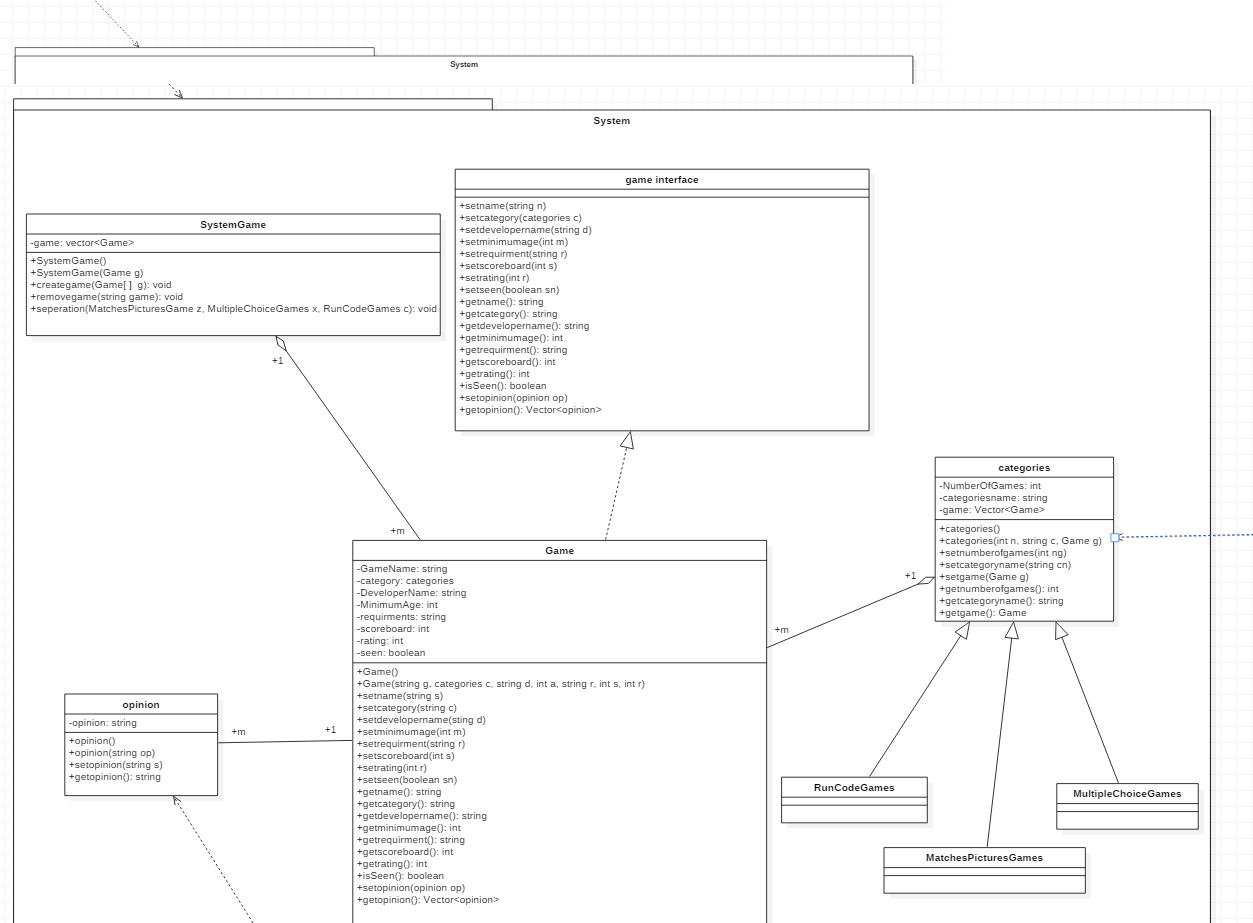 System
System
game interface
+setname(string n)
+setcategory(categories c)
+setdevelopername(string d)
+setminimumage(int m)
+setrequirment(string r)
+setscoreboard(int s)
+setrating(int r)
+setseen(boolean sn)
+getname(): string
+getcategory(): string
+getdevelopername(): string
+getminimumage(): int
+getrequirment(): string
+getscoreboard(): int
+getrating(): int
+isSeen(): boolean
+setopinion(opinion op)
+getopinion(): Vector<opinion>
SystemGame
-game: vector<Game>
+SystemGame()
+SystemGame(Game g)
+creategame(Game[ ]  g): void
+removegame(string game): void
+seperation(MatchesPicturesGame z, MultipleChoiceGames x, RunCodeGames c): void
+1
+m
categories
-NumberOfGames: int
-categoriesname: string
-game: Vector<Game>
+categories()
+categories(int n, string c, Game g)
+setnumberofgames(int ng)
+setcategoryname(string cn)
+setgame(Game g)
+getnumberofgames(): int
+getcategoryname(): string
+getgame(): Game
+1
+m
Game
-GameName: string
-category: categories
-DeveloperName: string
-MinimumAge: int
-requirments: string
-scoreboard: int
-rating: int
-seen: boolean
+Game()
+Game(string g, categories c, string d, int a, string r, int s, int r)
+setname(string s)
+setcategory(string c)
+setdevelopername(sting d)
+setminimumage(int m)
+setrequirment(string r)
+setscoreboard(int s)
+setrating(int r)
+setseen(boolean sn)
+getname(): string
+getcategory(): string
+getdevelopername(): string
+getminimumage(): int
+getrequirment(): string
+getscoreboard(): int
+getrating(): int
+isSeen(): boolean
+setopinion(opinion op)
+getopinion(): Vector<opinion>
opinion
-opinion: string
+opinion()
+opinion(string op)
+setopinion(string s)
+getopinion(): string
+m
+1
RunCodeGames
MultipleChoiceGames
MatchesPicturesGames